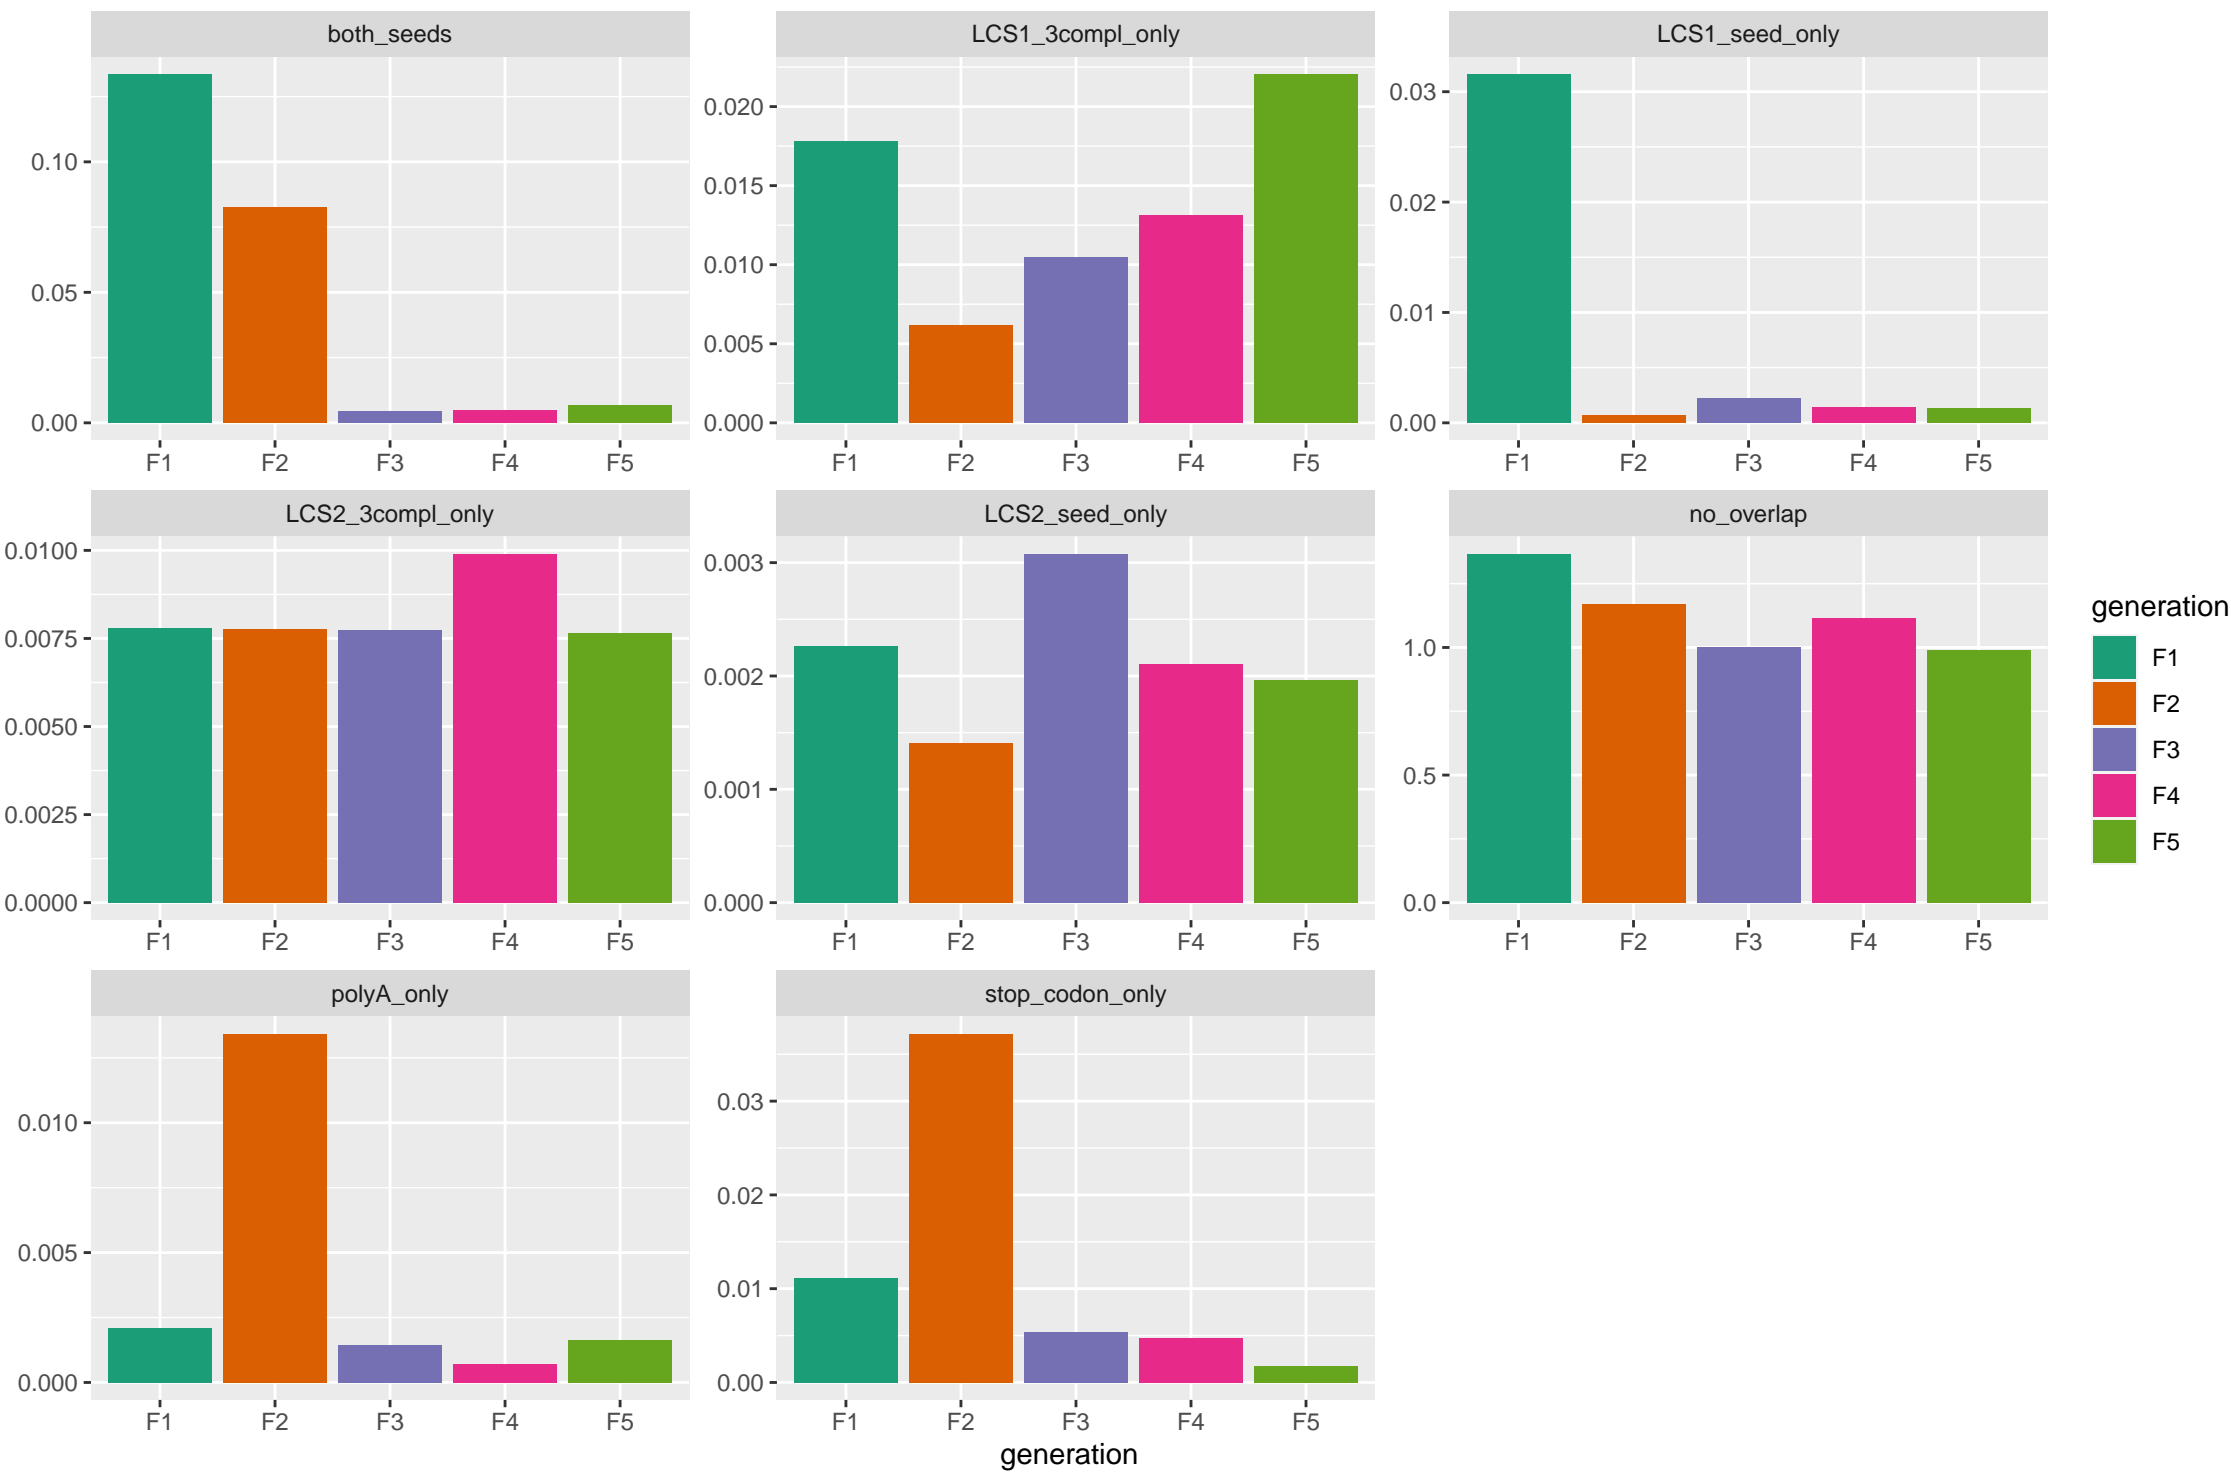 both_seeds
LCS1_3compl_only
LCS1_seed_only
0.10
0.05
0.00
0.020
0.015
0.010
0.005
0.000
0.03
0.02
0.01
0.00
F1 F2 F3 F4 F5
F1 F2 F3 F4 F5
F1 F2 F3 F4 F5
LCS2_3compl_only
LCS2_seed_only
no_overlap
0.0100
0.0075
0.0050
0.0025
0.0000
0.003
0.002
0.001
0.000
1.0
0.5
0.0
F1 F2 F3 F4 F5
F1 F2 F3 F4 F5
F1 F2 F3 F4 F5
polyA_only
stop_codon_only
0.010
0.005
0.000
0.03
0.02
0.01
0.00
F1 F2 F3 F4 F5
F1 F2 F3 F4 F5
generation
generation
F1
F2
F3
F4
F5